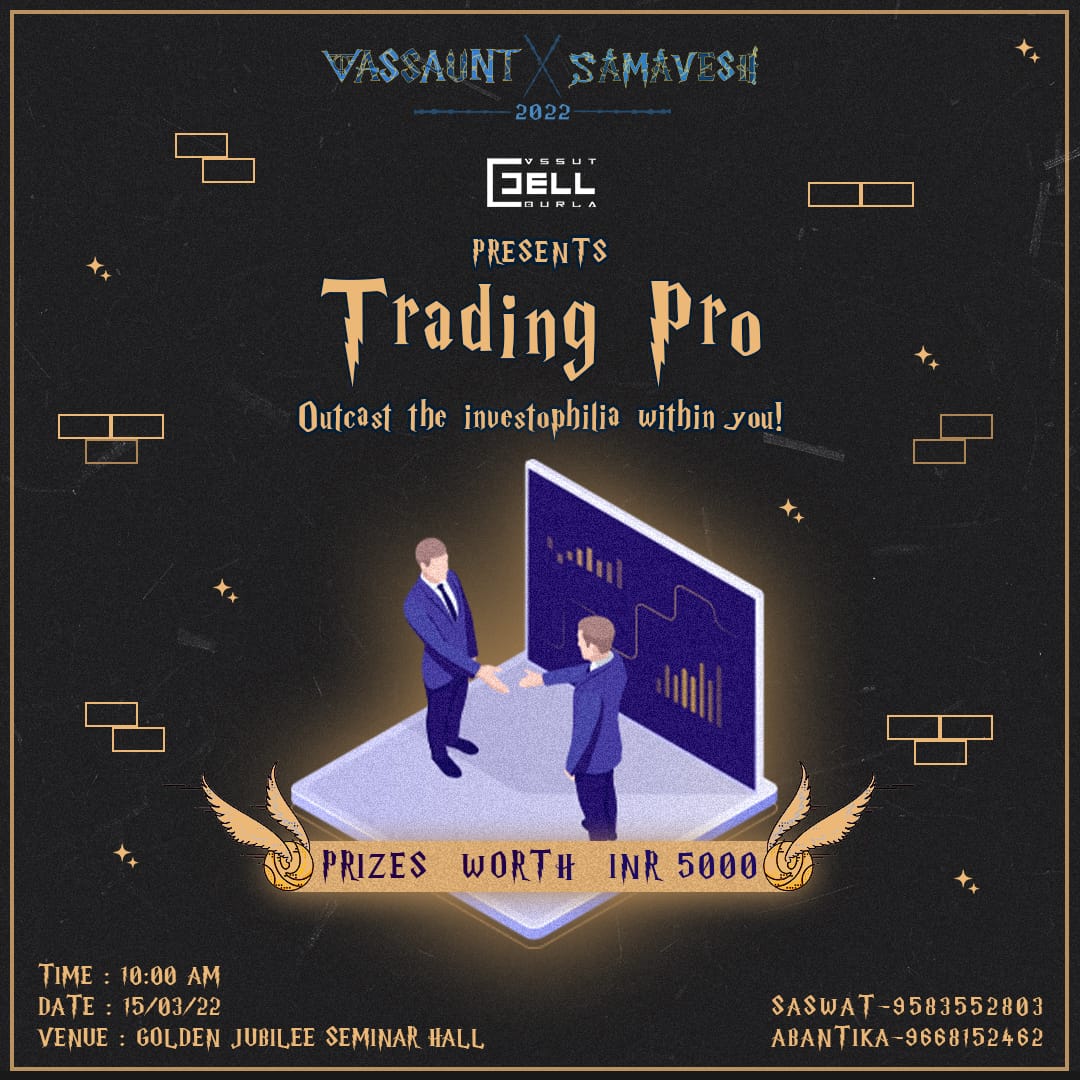 VASSAUNT X SAMAVESH
2022
VSSUT
CELL
BURLA
PRESENTS
Trading Pro
Outcast the investophilia within you!
PRIZES WORTH INR 5000
TIME : 10:00 AM
DATE : 15/03/22
VENUE : GOLDEN JUBILEE SEMINAR HALL
SASWAT-9583552803
ABANTIKA-9668152462